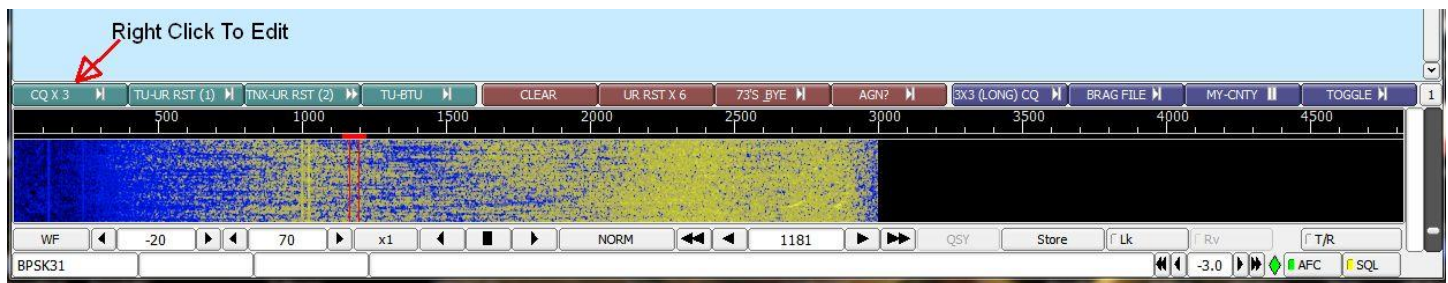 Right Click To Edit
CQ X 3 TU-UR RST (1) TNX-UR RST (2) TU-BTU CLEAR UR RST X 6 73'S BYE AGN? 3X3 (LONG) CQ BRAG FILE MY-CNTY TOGGLE 1
500 1000 1500 2000 2500 3000 3500 4000 4500
WF -20 70 x1 NORM 1181 QSY Store Lk Rv T/R
BPSK31 -3.0 AFC SQL